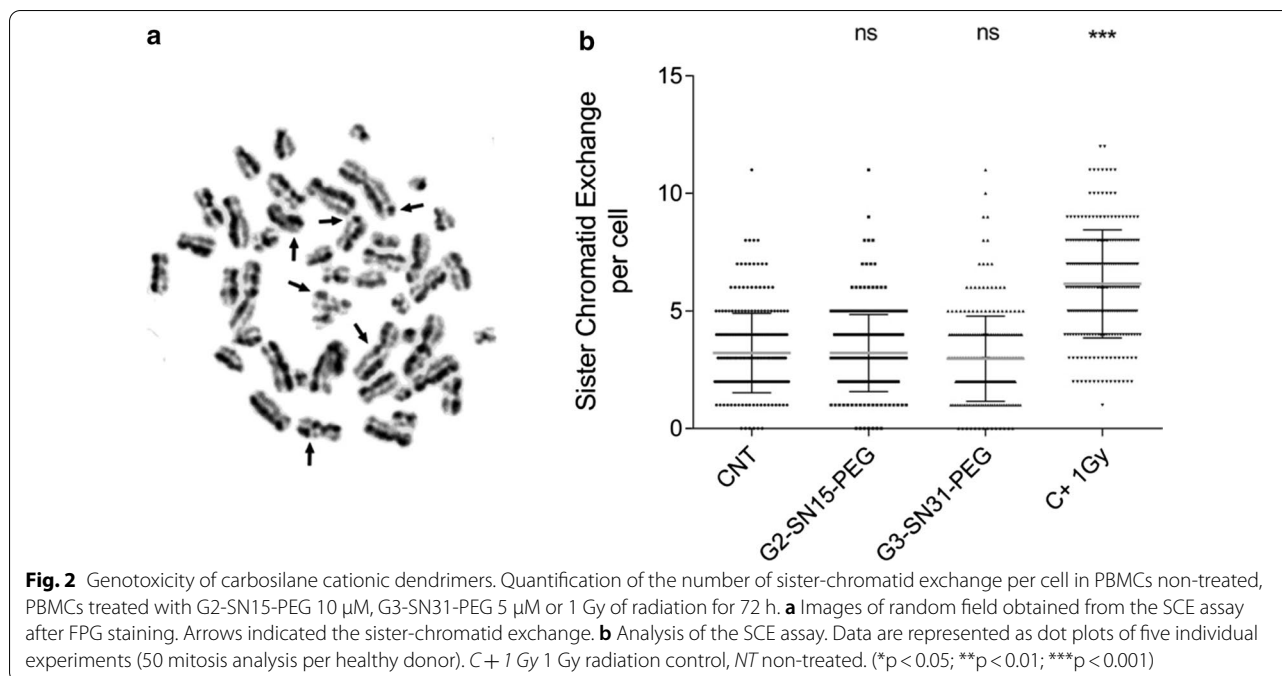 a
b
ns
ns
***
15
10
5
0
Sister Chromatid Exchange
per cell
CNT
G2-SN15-PEG
G3-SN31-PEG
C+ 1Gy
Fig. 2 Genotoxicity of carbosilane cationic dendrimers. Quantification of the number of sister-chromatid exchange per cell in PBMCs non-treated,
PBMCs treated with G2-SN15-PEG 10 μM, G3-SN31-PEG 5 μM or 1 Gy of radiation for 72 h. a Images of random field obtained from the SCE assay
after FPG staining. Arrows indicated the sister-chromatid exchange. b Analysis of the SCE assay. Data are represented as dot plots of five individual
experiments (50 mitosis analysis per healthy donor). C + 1 Gy 1 Gy radiation control, NT non-treated. (*p < 0.05; **p < 0.01; ***p < 0.001)